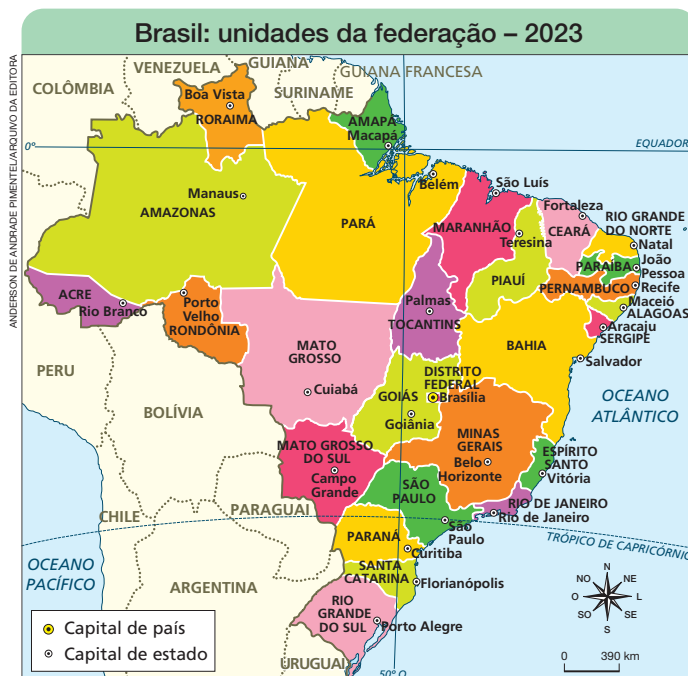 Brasil: unidades da federação – 2023
ANDERSON DE ANDRADE PIMENTEL/ARQUIVO DA EDITORA
COLÔMBIA
VENEZUELA
GUIANA
SURINAME
GUIANA FRANCESA
Boa Vista
RORAIMA
AMAPÁ
Macapá
0°
EQUADOR
Manaus
AMAZONAS
PARÁ
Belém
São Luís
MARANHÃO
Teresina
Fortaleza
CEARÁ
RIO GRANDE
DO NORTE
Natal
PARAÍBA
João
Pessoa
PIAUÍ
PERNAMBUCO
Recife
Maceió
ALAGOAS
Aracaju
SERGIPE
ACRE
Rio Branco
Porto
Velho
RONDÔNIA
Palmas
TOCANTINS
MATO
GROSSO
Cuiabá
BAHIA
Salvador
PERU
BOLÍVIA
DISTRITO
FEDERAL
Brasília
GOIÁS
Goiânia
OCEANO
ATLÂNTICO
MINAS
GERAIS
Belo
Horizonte
ESPÍRITO
SANTO
Vitória
MATO GROSSO
DO SUL
Campo
Grande
SÃO
PAULO
São
Paulo
RIO DE JANEIRO
Rio de Janeiro
CHILE
PARAGUAI
TRÓPICO DE CAPRICÓRNIO
PARANÁ
Curitiba
SANTA
CATARINA
Florianópolis
OCEANO
PACÍFICO
ARGENTINA
RIO
GRANDE
DO SUL
Porto Alegre
URUGUAI
50° O
Capital de país
Capital de estado
N
NO
NE
O
L
SO
SE
S
0
390 km